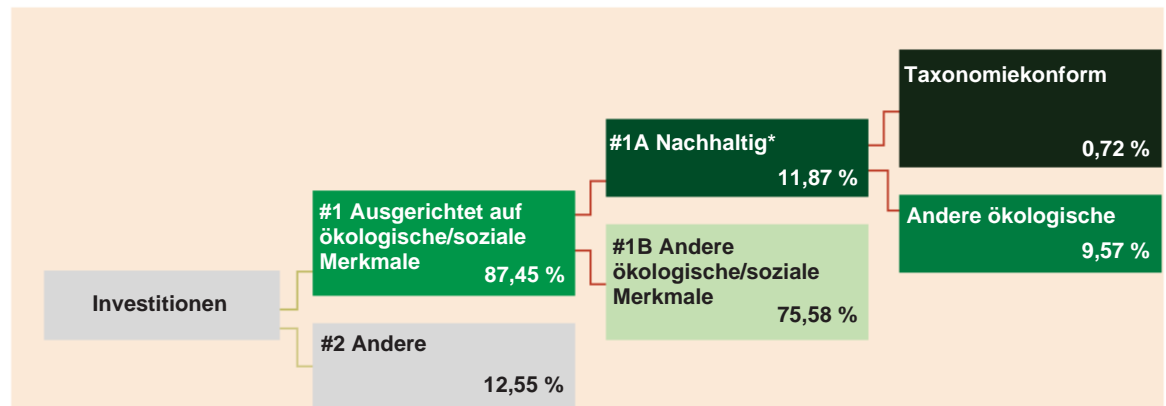 Investitionen
#1 Ausgerichtet auf
ökologische/soziale
Merkmale
87,45 %
#2 Andere
12,55 %
#1A Nachhaltig*
11,87 %
#1B Andere
ökologische/soziale
Merkmale
75,58 %
Taxonomiekonform
0,72 %
Andere ökologische
9,57 %